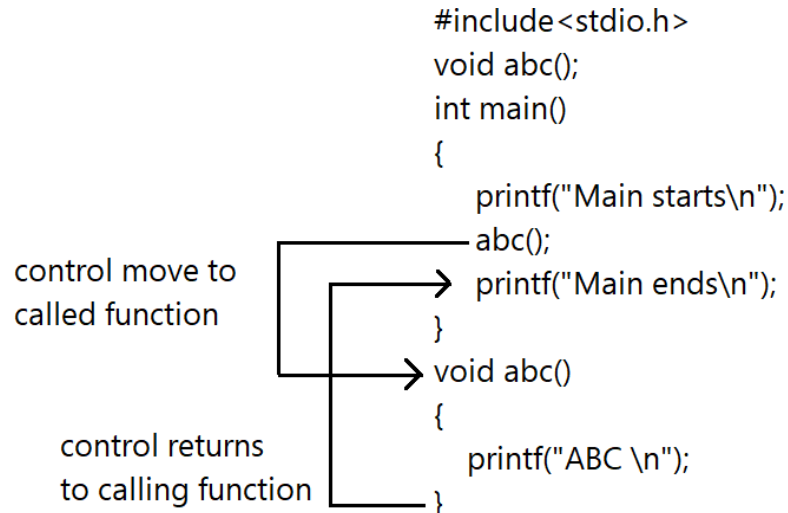 #include<stdio.h>
void abc();
int main()
{
printf("Main starts\n");
abc();
printf("Main ends\n");
}
void abc()
{
printf("ABC \n");
}
control move to
called function
control returns
to calling function